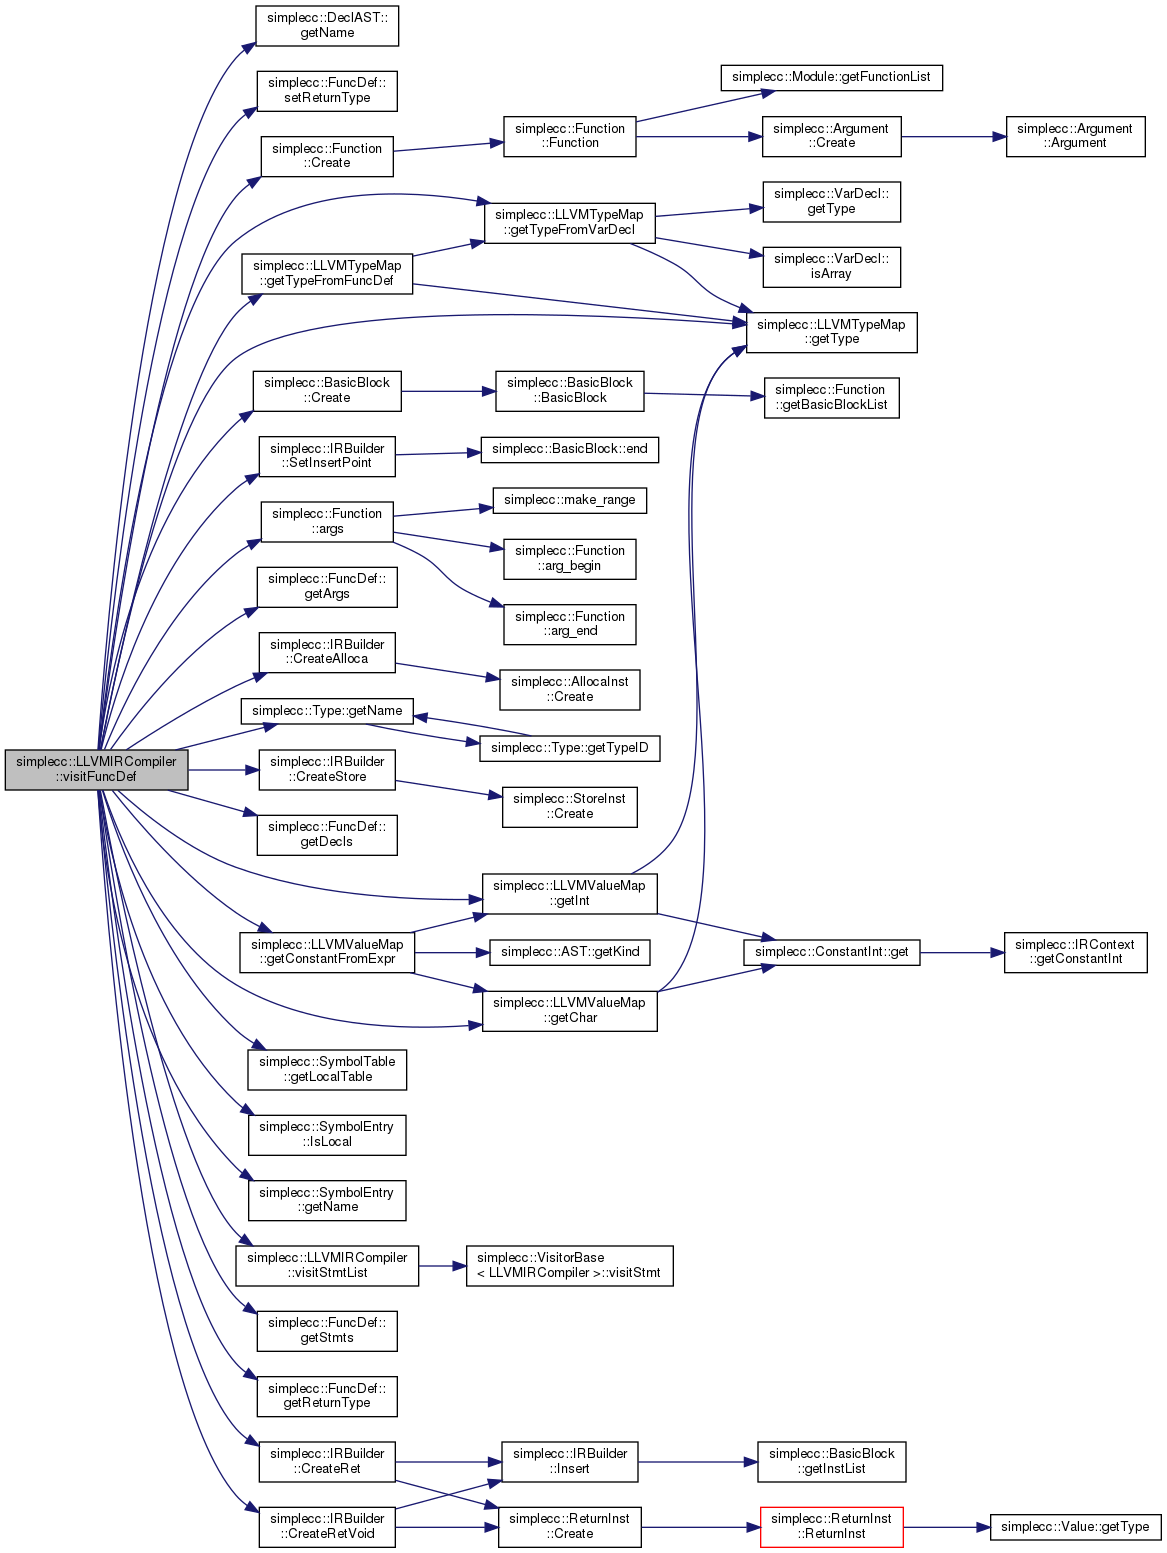 simplecc::DeclAST::
getName
simplecc::FuncDef::
setReturnType
simplecc::Module::getFunctionList
simplecc::Function
::Create
simplecc::Function
::Function
simplecc::Argument
::Create
simplecc::Argument
::Argument
simplecc::LLVMTypeMap
::getTypeFromVarDecl
simplecc::VarDecl::
getType
simplecc::VarDecl::
isArray
simplecc::LLVMTypeMap
::getTypeFromFuncDef
simplecc::LLVMTypeMap
::getType
simplecc::BasicBlock
::Create
simplecc::BasicBlock
::BasicBlock
simplecc::Function
::getBasicBlockList
simplecc::IRBuilder
::SetInsertPoint
simplecc::BasicBlock::end
simplecc::Function
::args
simplecc::make_range
simplecc::Function
::arg_begin
simplecc::FuncDef::
getArgs
simplecc::Function
::arg_end
simplecc::IRBuilder
::CreateAlloca
simplecc::AllocaInst
::Create
simplecc::Type::getName
simplecc::Type::getTypeID
simplecc::LLVMIRCompiler
::visitFuncDef
simplecc::IRBuilder
::CreateStore
simplecc::StoreInst
::Create
simplecc::FuncDef::
getDecls
simplecc::LLVMValueMap
::getInt
simplecc::LLVMValueMap
::getConstantFromExpr
simplecc::AST::getKind
simplecc::ConstantInt::get
simplecc::IRContext
::getConstantInt
simplecc::LLVMValueMap
::getChar
simplecc::SymbolTable
::getLocalTable
simplecc::SymbolEntry
::IsLocal
simplecc::SymbolEntry
::getName
simplecc::LLVMIRCompiler
::visitStmtList
simplecc::VisitorBase
< LLVMIRCompiler >::visitStmt
simplecc::FuncDef::
getStmts
simplecc::FuncDef::
getReturnType
simplecc::IRBuilder
::CreateRet
simplecc::IRBuilder
::Insert
simplecc::BasicBlock
::getInstList
simplecc::IRBuilder
::CreateRetVoid
simplecc::ReturnInst
::Create
simplecc::ReturnInst
::ReturnInst
simplecc::Value::getType